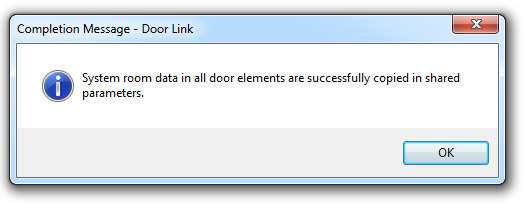 Completion Message - Door Link
System room data in all door elements are successfully copied in shared
parameters.
OK